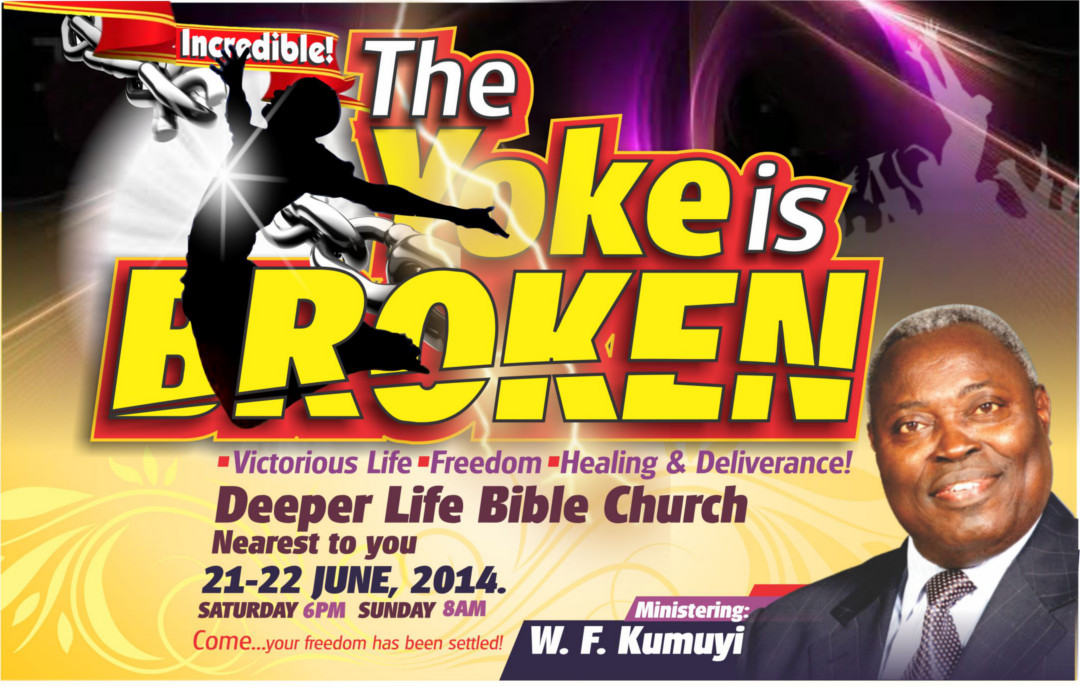 Incredible!
The
Yoke is
BROKEN
▪Victorious Life ▪Freedom ▪Healing & Deliverance!
Deeper Life Bible Church
Nearest to you
21-22 JUNE, 2014.
SATURDAY 6PM SUNDAY 8AM
Come...your freedom has been settled!
Ministering:
W. F. Kumuyi